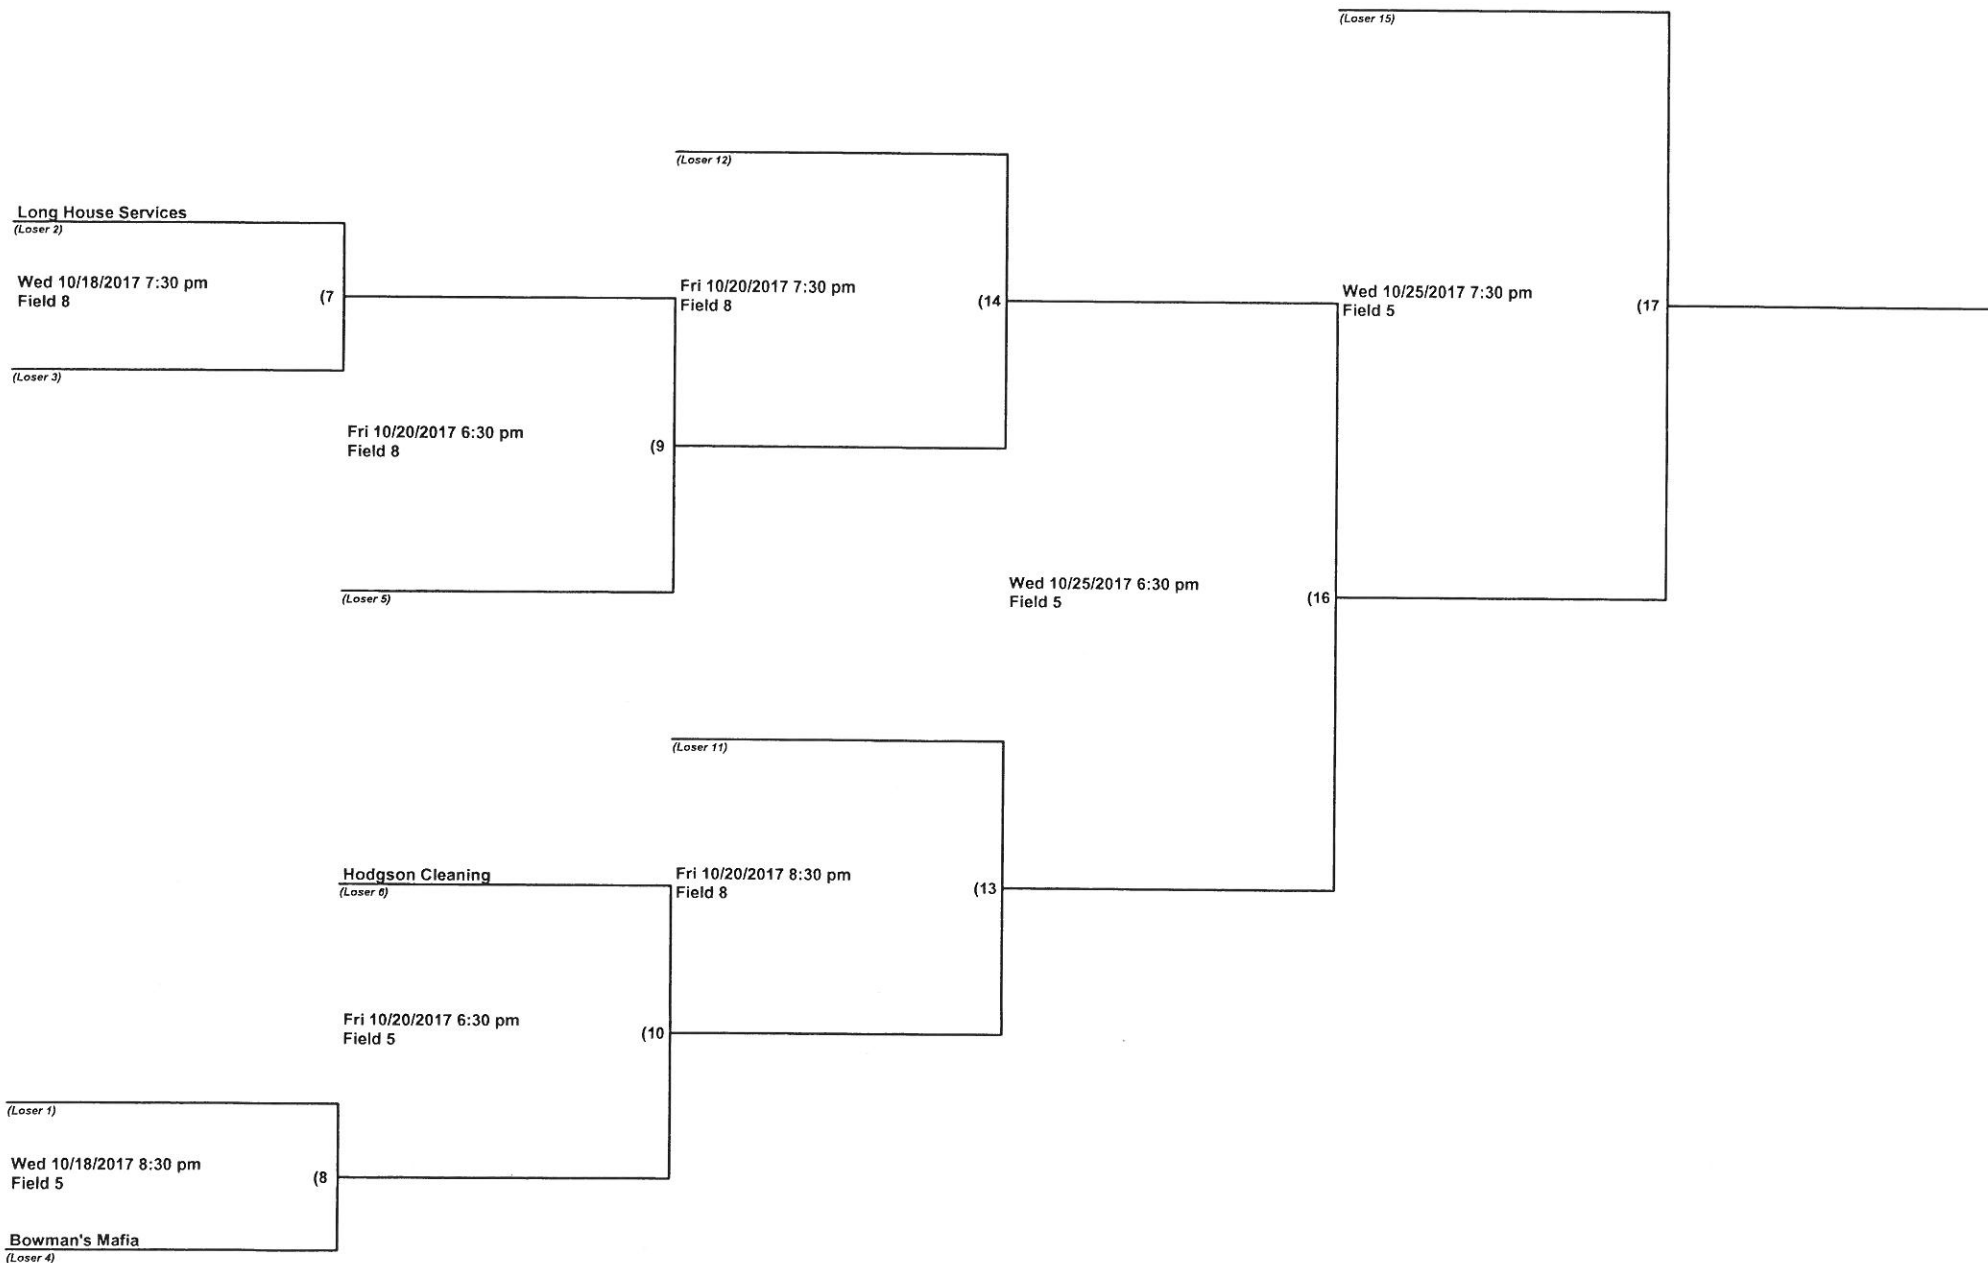 (Loser 15)
(Loser 12)
Long House Services
(Loser 2)
Wed 10/18/2017 7:30 pm
Field 8
(7
Fri 10/20/2017 7:30 pm
Field 8
(14
Wed 10/25/2017 7:30 pm
Field 5
(17
(Loser 3)
Fri 10/20/2017 6:30 pm
Field 8
(9
(Loser 5)
Wed 10/25/2017 6:30 pm
Field 5
(16
(Loser 11)
Hodgson Cleaning
(Loser 6)
Fri 10/20/2017 8:30 pm
Field 8
(13
Fri 10/20/2017 6:30 pm
Field 5
(10
(Loser 1)
Wed 10/18/2017 8:30 pm
Field 5
(8
Bowman's Mafia
(Loser 4)